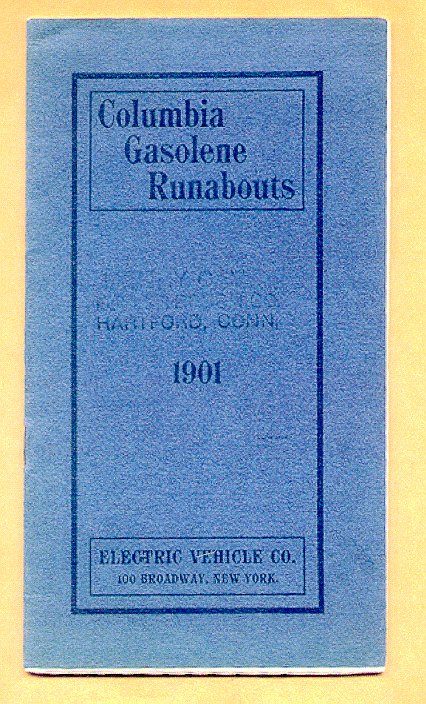 Columbia
Gasolene
Runabouts
HARTFORD, CONN.
1901
ELECTRIC VEHICLE CO.
100 BROADWAY, NEW YORK.